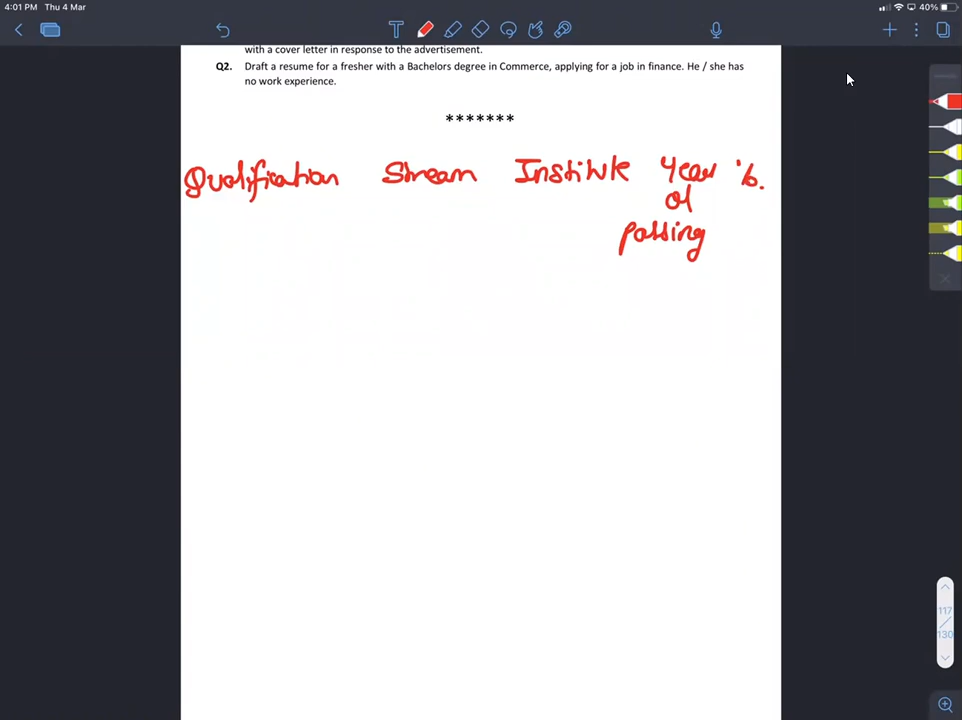 4:01 PM Thu 4 Mar 40%
with a cover letter in response to the advertisement.
Q2. Draft a resume for a fresher with a Bachelors degree in Commerce, applying for a job in finance. He / she has
no work experience.
*******
Qualification Stream Institute Year %.
of
passing
117
/
130